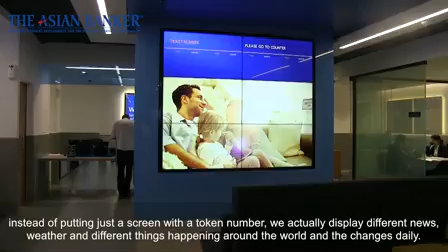 THE ASIAN BANKER
TICKET NUMBER
PLEASE GO TO COUNTER
W
instead of putting just a screen with a token number, we actually display different news,
weather and different things happening around the world and the changes daily.